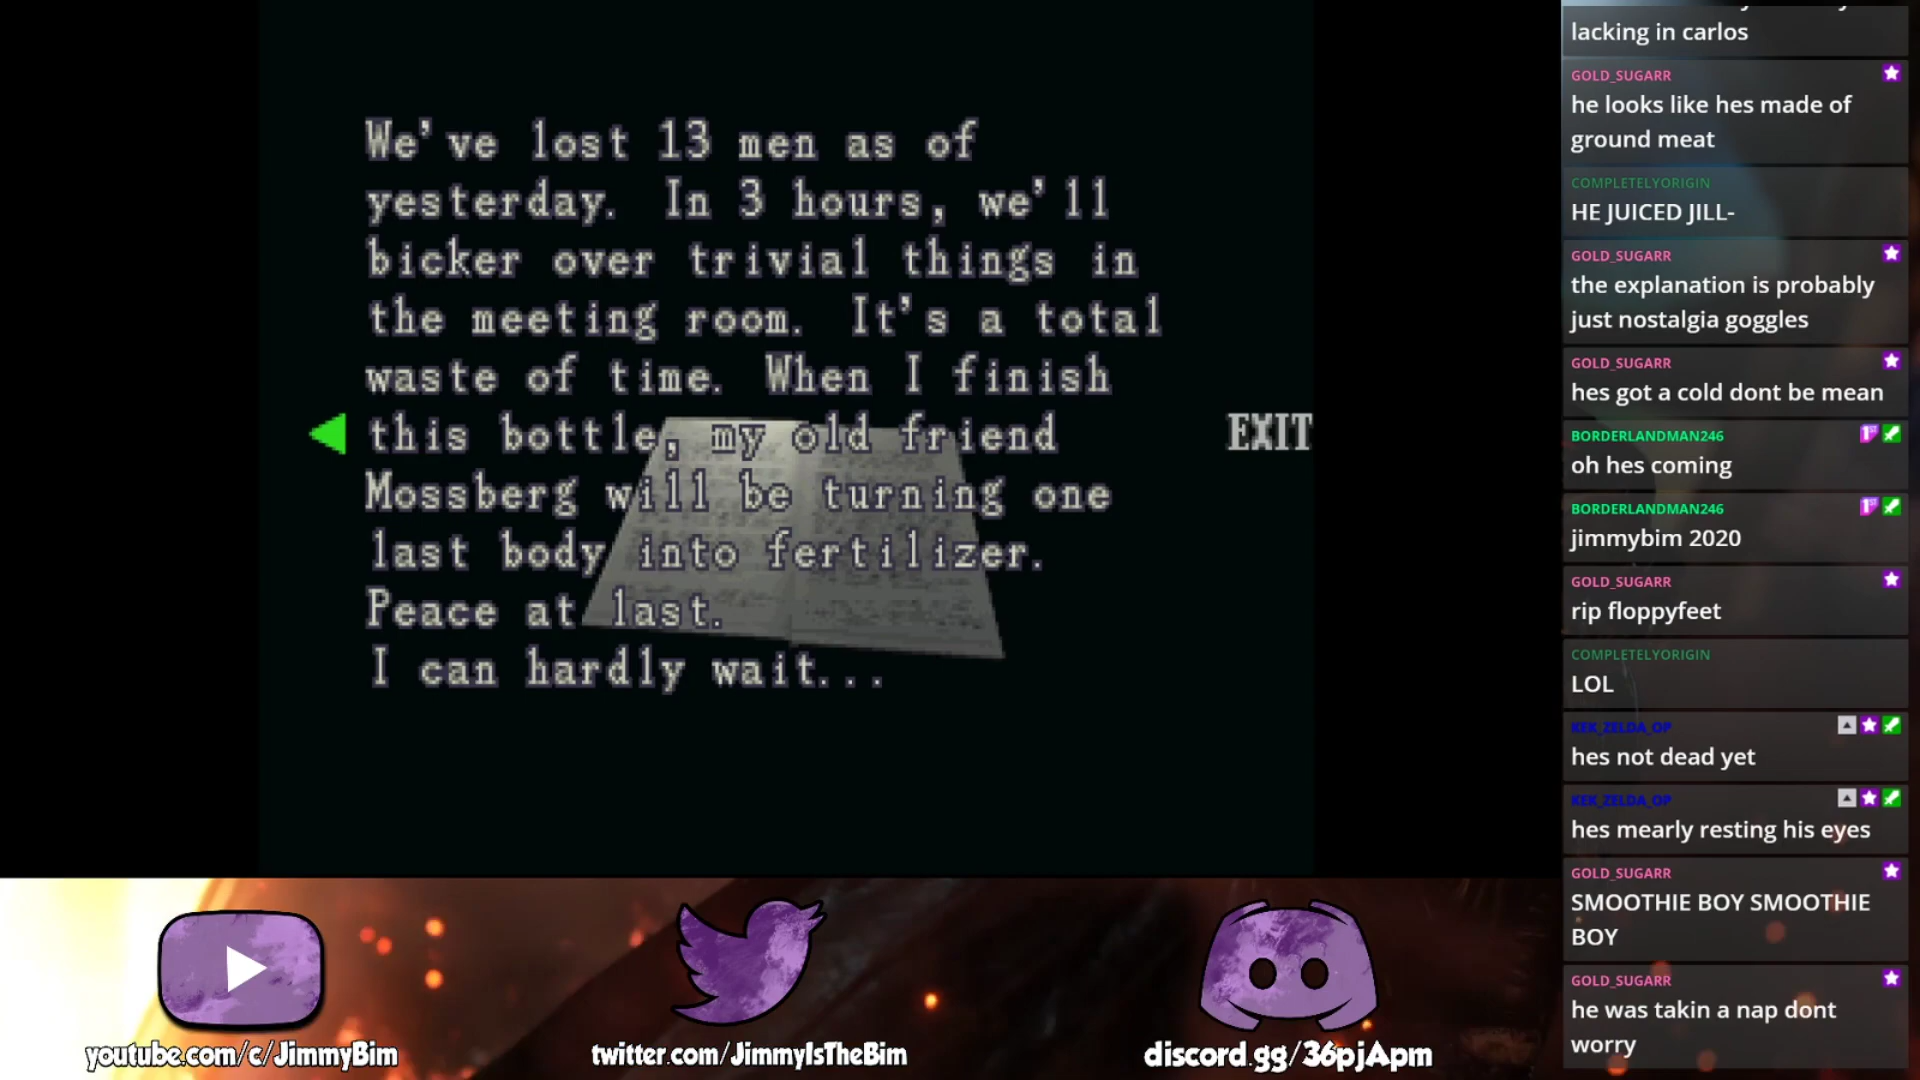 We've lost 13 men as of
yesterday. In 3 hours, we'll
bicker over trivial things in
the meeting room. It's a total
waste of time. When I finish
this bottle, my old friend
Mossberg will be turning one
last body into fertilizer.
Peace at last.
I can hardly wait...
EXIT
lacking in carlos
GOLD_SUGARR
he looks like hes made of
ground meat
COMPLETELYORIGIN
HE JUICED JILL-
GOLD_SUGARR
the explanation is probably
just nostalgia goggles
GOLD_SUGARR
hes got a cold dont be mean
BORDERLANDMAN246
oh hes coming
BORDERLANDMAN246
jimmybim 2020
GOLD_SUGARR
rip floppyfeet
COMPLETELYORIGIN
LOL
KEK_ZELDA_OP
hes not dead yet
KEK_ZELDA_OP
hes mearly resting his eyes
GOLD_SUGARR
SMOOTHIE BOY SMOOTHIE
BOY
GOLD_SUGARR
he was takin a nap dont
worry
youtube.com/c/JimmyBim
twitter.com/JimmyIsTheBim
discord.gg/36pjApm